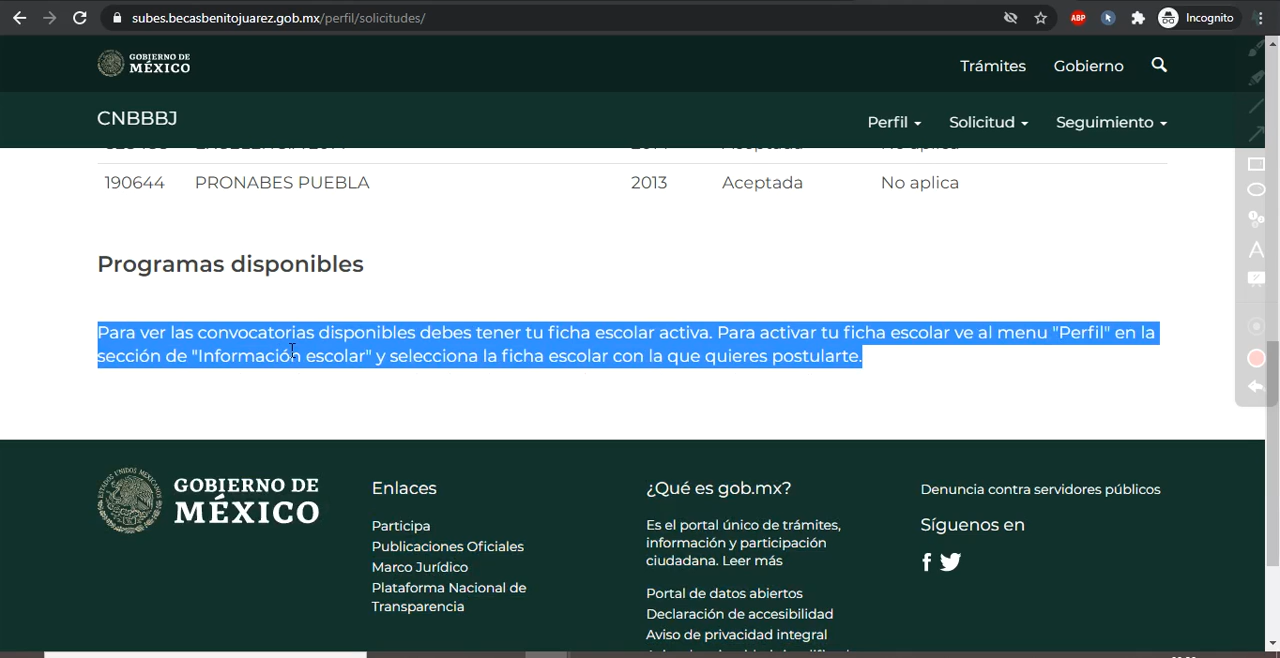 subes.becasbenitojuarez.gob.mx/perfil/solicitudes/
ABP
Incognito
GOBIERNO DE
MÉXICO
Trámites
Gobierno
CNBBBJ
Perfil
Solicitud
Seguimiento
190644 PRONABES PUEBLA 2013 Aceptada No aplica
Programas disponibles
Para ver las convocatorias disponibles debes tener tu ficha escolar activa. Para activar tu ficha escolar ve al menu "Perfil" en la
sección de "Información escolar" y selecciona la ficha escolar con la que quieres postularte.
GOBIERNO DE
MÉXICO
Enlaces
Participa
Publicaciones Oficiales
Marco Jurídico
Plataforma Nacional de
Transparencia
¿Qué es gob.mx?
Es el portal único de trámites,
información y participación
ciudadana. Leer más
Portal de datos abiertos
Declaración de accesibilidad
Aviso de privacidad integral
Denuncia contra servidores públicos
Síguenos en